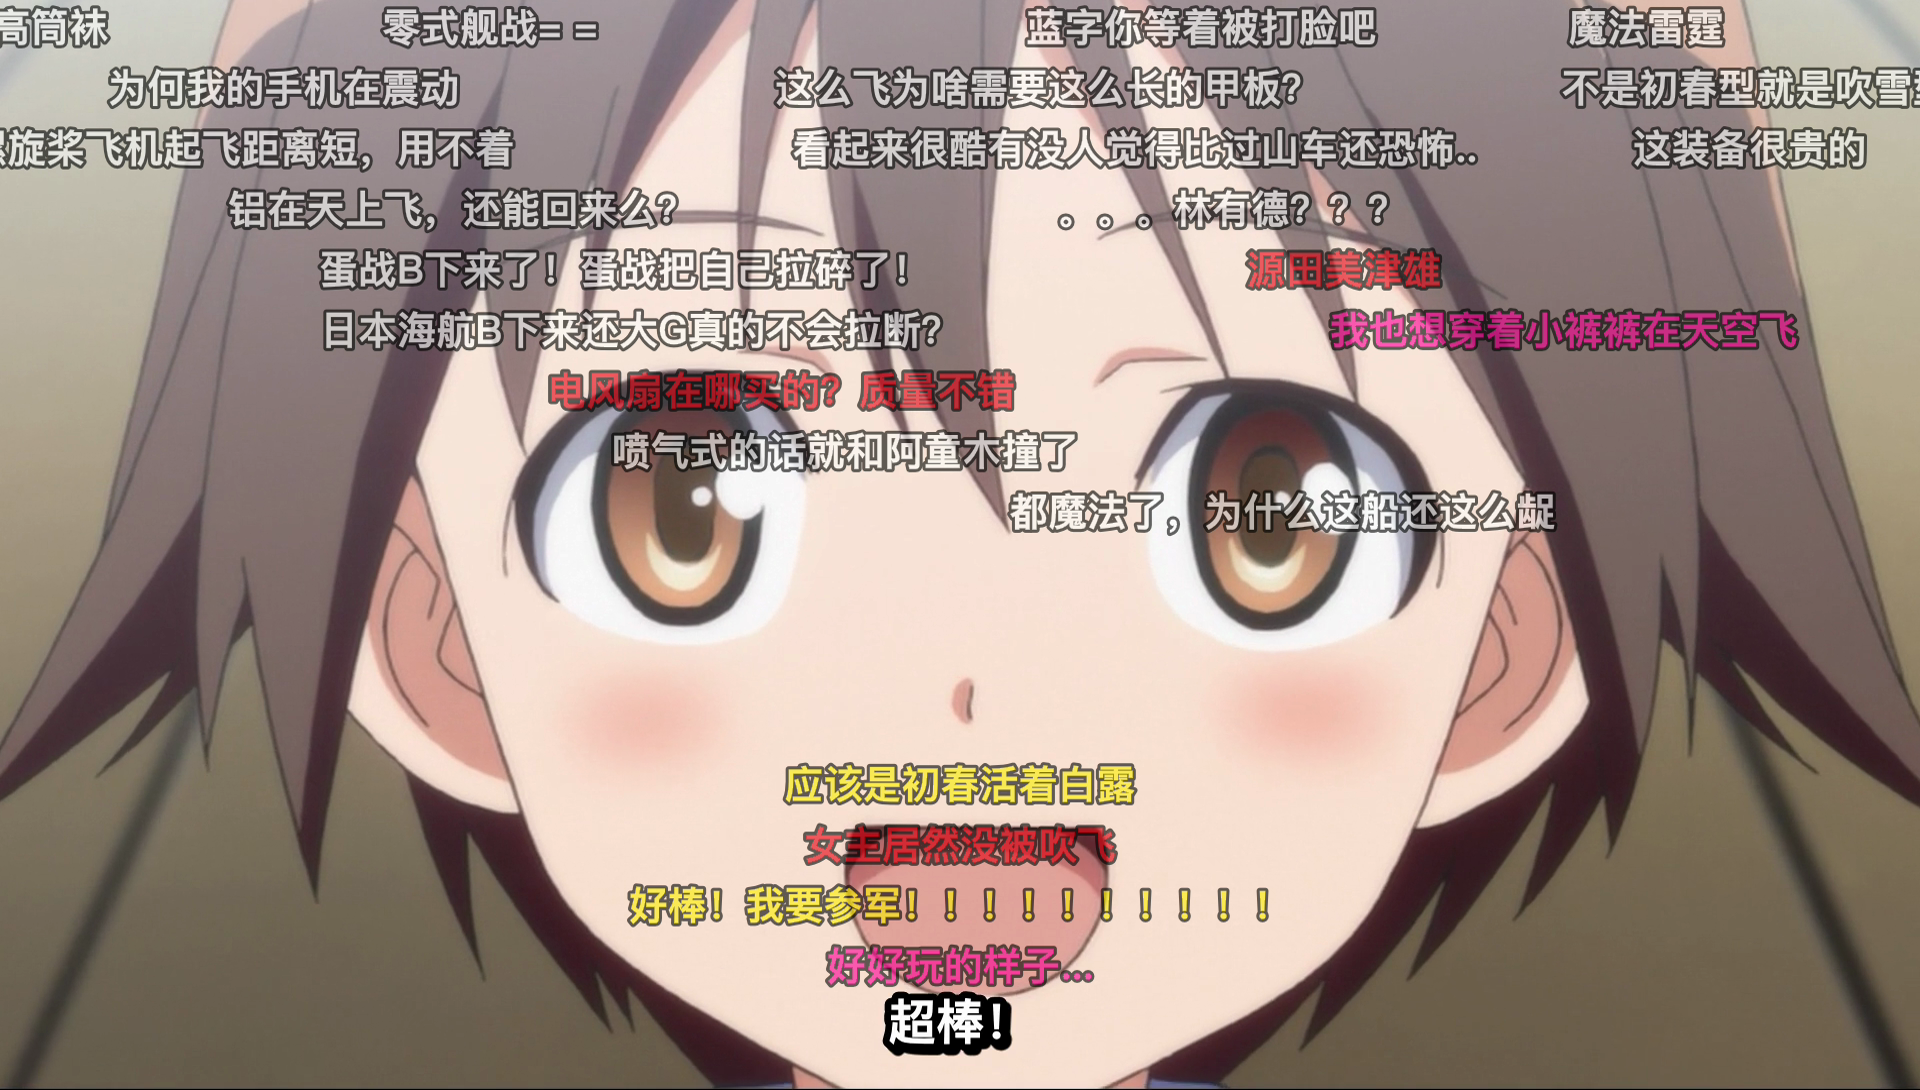 高筒袜 零式舰战= = 蓝字你等着被打脸吧 魔法雷霆
为何我的手机在震动 这么飞为啥需要这么长的甲板? 不是初春型就是吹雪型
旋桨飞机起飞距离短，用不着 看起来很酷有没人觉得比过山车还恐怖.. 这装备很贵的
铝在天上飞，还能回来么? 。。。林有德？？？
蛋战B下来了！蛋战把自己拉碎了！ 源田美津雄
日本海航B下来还大G真的不会拉断? 我也想穿着小裤裤在天空飞
电风扇在哪买的？质量不错
喷气式的话就和阿童木撞了
都魔法了，为什么这船还这么龊
应该是初春活着白露
女主居然没被吹飞
好棒！我要参军！！！！！！！！！！
好好玩的样子...
超棒！